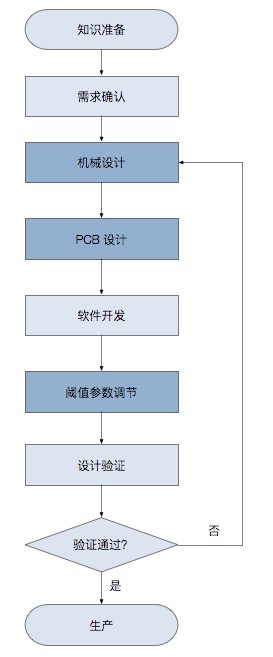 知识准备
需求确认
机械设计
PCB 设计
软件开发
阈值参数调节
设计验证
验证通过?
否
是
生产